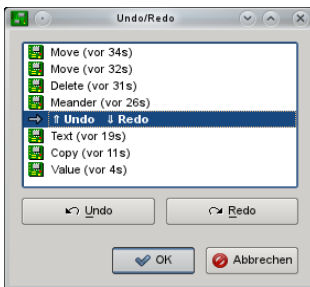 Undo/Redo
Move (vor 34s)
Move (vor 32s)
Delete (vor 31s)
Meander (vor 26s)
⇑ Undo ⇓ Redo
Text (vor 19s)
Copy (vor 11s)
Value (vor 4s)
Undo Redo
OK Abbrechen